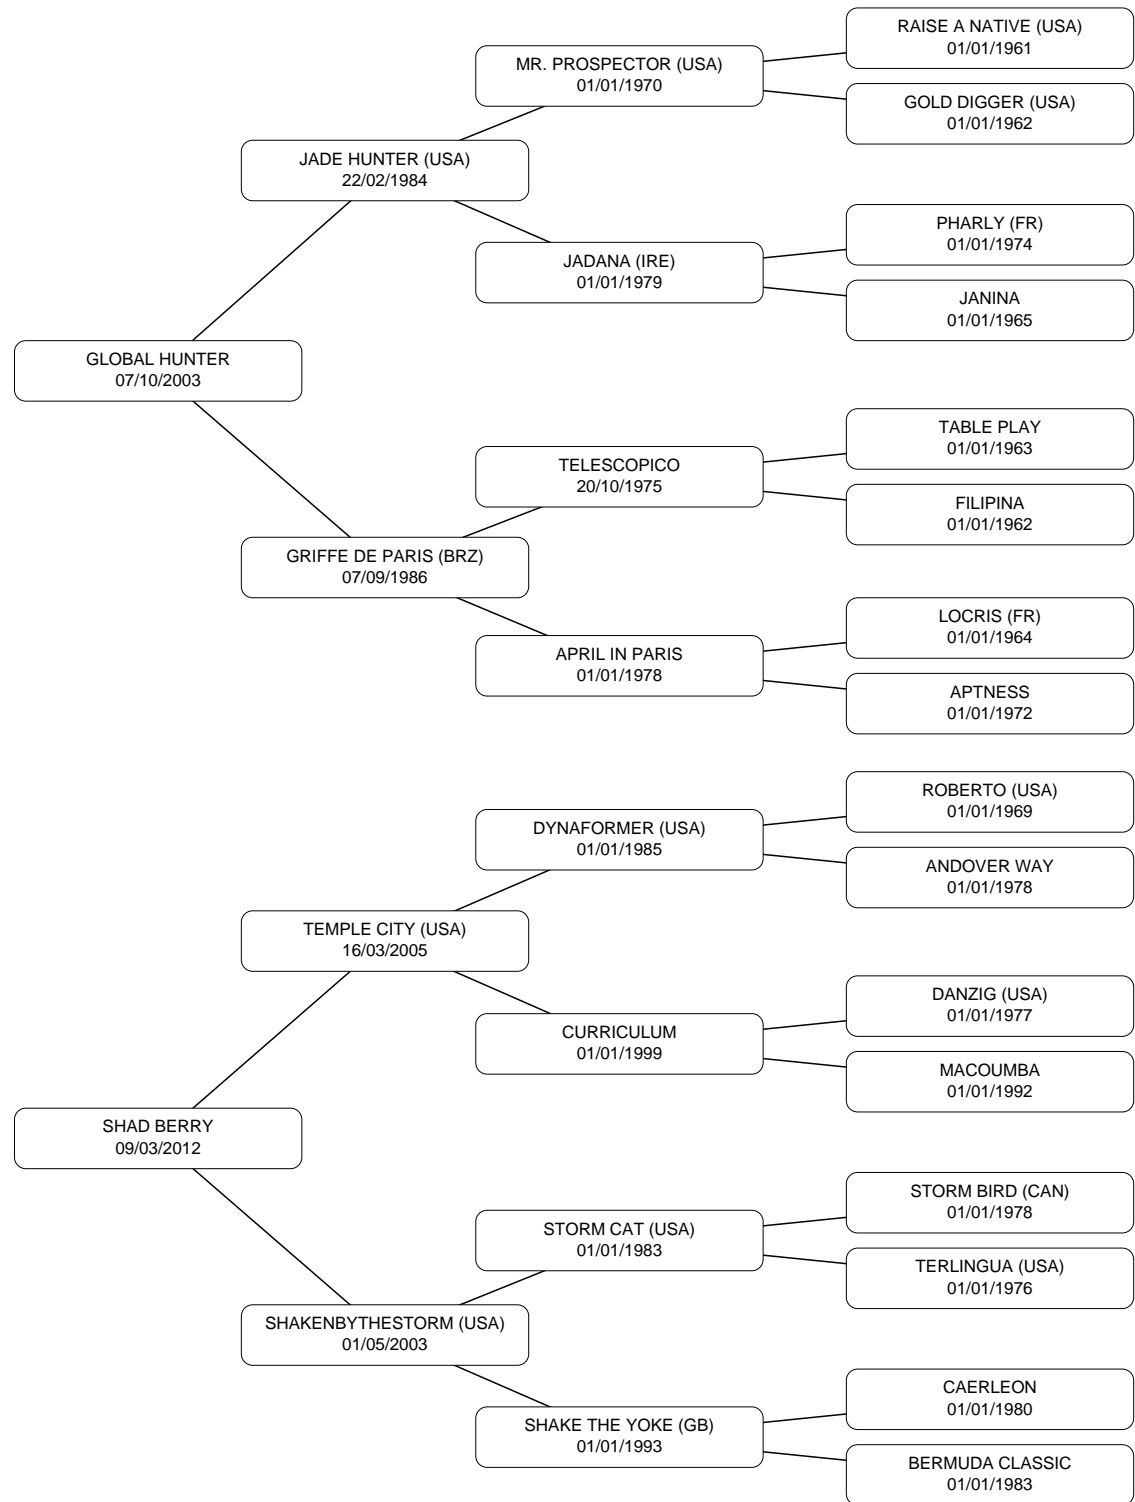 RAISE A NATIVE (USA)
01/01/1961
MR. PROSPECTOR (USA)
01/01/1970
GOLD DIGGER (USA)
01/01/1962
JADE HUNTER (USA)
22/02/1984
PHARLY (FR)
01/01/1974
JADANA (IRE)
01/01/1979
JANINA
01/01/1965
GLOBAL HUNTER
07/10/2003
TABLE PLAY
01/01/1963
TELESCOPICO
20/10/1975
FILIPINA
01/01/1962
GRIFFE DE PARIS (BRZ)
07/09/1986
LOCRIS (FR)
01/01/1964
APRIL IN PARIS
01/01/1978
APTNESS
01/01/1972
ROBERTO (USA)
01/01/1969
DYNAFORMER (USA)
01/01/1985
ANDOVER WAY
01/01/1978
TEMPLE CITY (USA)
16/03/2005
DANZIG (USA)
01/01/1977
CURRICULUM
01/01/1999
MACOUMBA
01/01/1992
SHAD BERRY
09/03/2012
STORM BIRD (CAN)
01/01/1978
STORM CAT (USA)
01/01/1983
TERLINGUA (USA)
01/01/1976
SHAKENBYTHESTORM (USA)
01/05/2003
CAERLEON
01/01/1980
SHAKE THE YOKE (GB)
01/01/1993
BERMUDA CLASSIC
01/01/1983